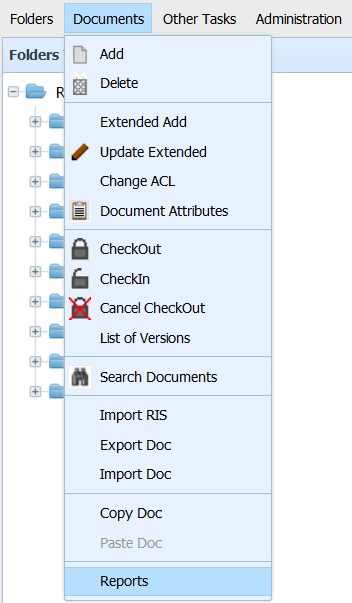 Folders Documents Other Tasks Administration
Folders
R
Add
Delete
Extended Add
Update Extended
Change ACL
Document Attributes
CheckOut
CheckIn
Cancel CheckOut
List of Versions
Search Documents
Import RIS
Export Doc
Import Doc
Copy Doc
Paste Doc
Reports